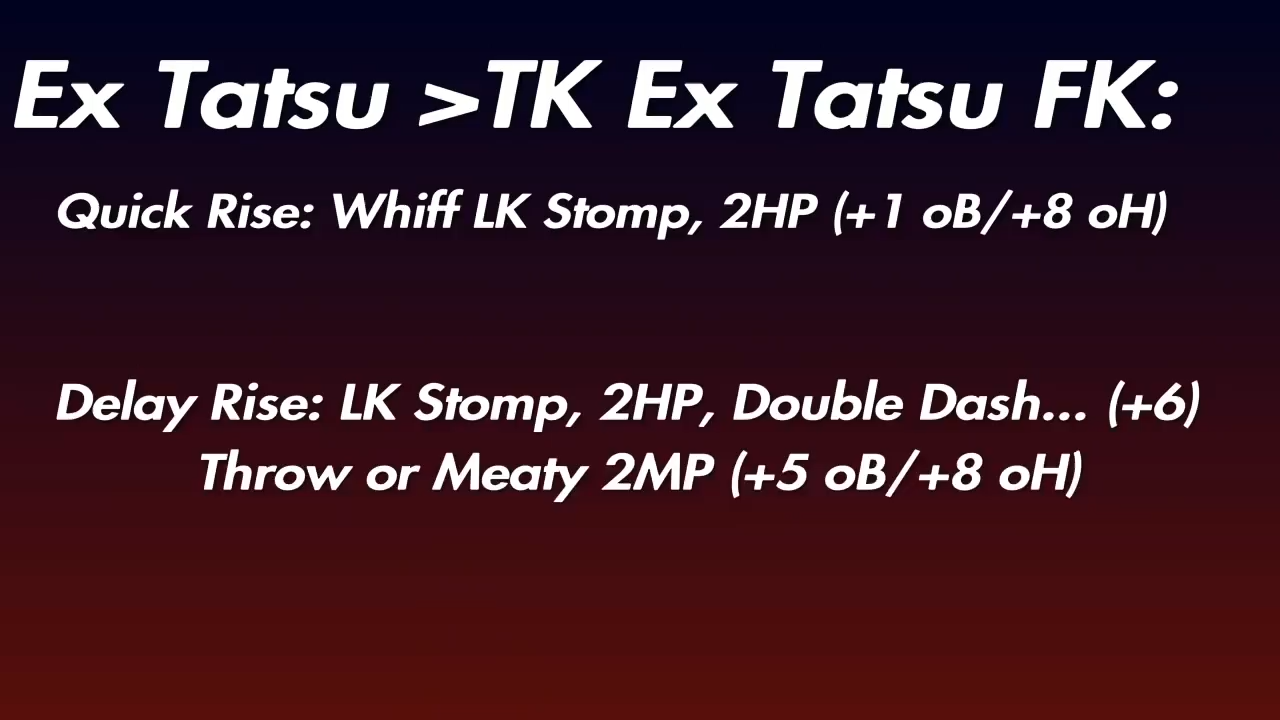 Ex Tatsu >TK Ex Tatsu FK:
Quick Rise: Whiff LK Stomp, 2HP (+1 oB/+8 oH)
Delay Rise: LK Stomp, 2HP, Double Dash... (+6)
Throw or Meaty 2MP (+5 oB/+8 oH)